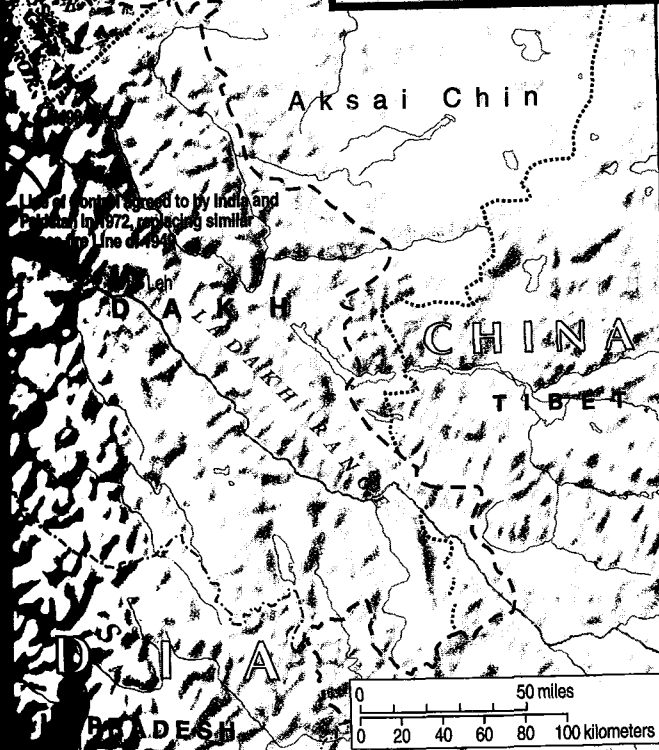 Aksai Chin
Line of Control agreed to by India and
Pakistan in 1972, replacing similar
Line of 1949
Leh
DAKH
LADAKH RANGE
CHINA
TIBET
DIA
PRADESH
0 50 miles
0 20 40 60 80 100 kilometers